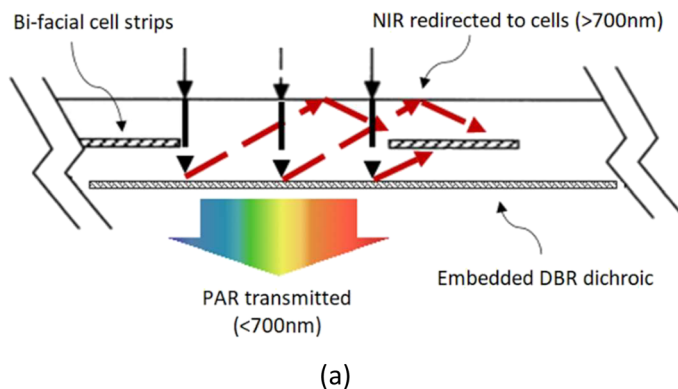 Bi-facial cell strips
NIR redirected to cells (>700nm)
PAR transmitted
(<700nm)
Embedded DBR dichroic
(a)